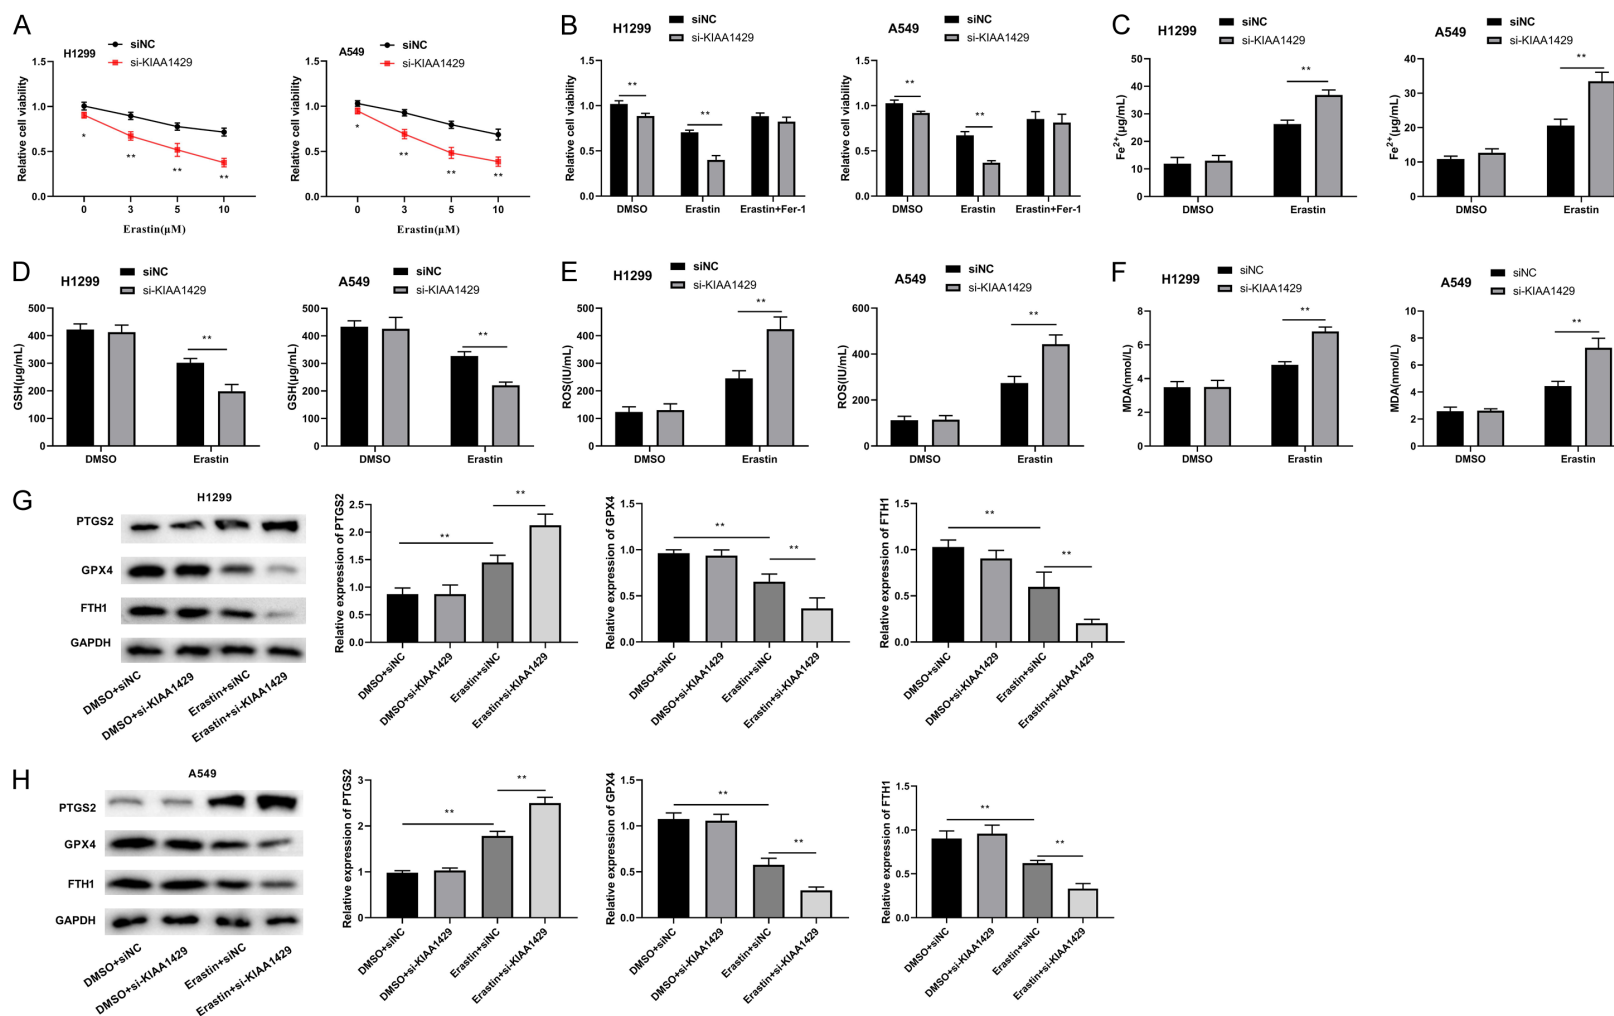 A
H1299
siNC
si-KIAA1429
Relative cell viability
1.5
1.0
0.5
0.0
*
**
**
**
0
3
5
10
Erastin(μM)
A549
siNC
si-KIAA1429
Relative cell viability
1.5
1.0
0.5
0.0
*
**
**
**
0
3
5
10
Erastin(μM)
B
H1299
siNC
si-KIAA1429
Relative cell viability
1.5
1.0
0.5
0.0
**
**
DMSO
Erastin
Erastin+Fer-1
A549
siNC
si-KIAA1429
Relative cell viability
1.5
1.0
0.5
0.0
**
**
DMSO
Erastin
Erastin+Fer-1
C
H1299
siNC
si-KIAA1429
Fe2+(μg/mL)
50
40
30
20
10
0
**
DMSO
Erastin
A549
siNC
si-KIAA1429
Fe2+(μg/mL)
40
30
20
10
0
**
DMSO
Erastin
D
H1299
siNC
si-KIAA1429
GSH(μg/mL)
500
400
300
200
100
0
**
DMSO
Erastin
A549
siNC
si-KIAA1429
GSH(μg/mL)
500
400
300
200
100
0
**
DMSO
Erastin
E
H1299
siNC
si-KIAA1429
ROS(IU/mL)
500
400
300
200
100
0
**
DMSO
Erastin
A549
siNC
si-KIAA1429
ROS(IU/mL)
600
400
200
0
**
DMSO
Erastin
F
H1299
siNC
si-KIAA1429
MDA(nmol/L)
8
6
4
2
0
**
DMSO
Erastin
A549
siNC
si-KIAA1429
MDA(nmol/L)
10
8
6
4
2
0
**
DMSO
Erastin
G
H1299
PTGS2
GPX4
FTH1
GAPDH
DMSO+siNC
DMSO+si-KIAA1429
Erastin+siNC
Erastin+si-KIAA1429
Relative expression of PTGS2
2.5
2.0
1.5
1.0
0.5
0.0
**
**
DMSO+siNC
DMSO+si-KIAA1429
Erastin+siNC
Erastin+si-KIAA1429
Relative expression of GPX4
1.5
1.0
0.5
0.0
**
**
DMSO+siNC
DMSO+si-KIAA1429
Erastin+siNC
Erastin+si-KIAA1429
Relative expression of FTH1
1.5
1.0
0.5
0.0
**
**
DMSO+siNC
DMSO+si-KIAA1429
Erastin+siNC
Erastin+si-KIAA1429
H
A549
PTGS2
GPX4
FTH1
GAPDH
DMSO+siNC
DMSO+si-KIAA1429
Erastin+siNC
Erastin+si-KIAA1429
Relative expression of PTGS2
3
2
1
0
**
**
DMSO+siNC
DMSO+si-KIAA1429
Erastin+siNC
Erastin+si-KIAA1429
Relative expression of GPX4
1.5
1.0
0.5
0.0
**
**
DMSO+siNC
DMSO+si-KIAA1429
Erastin+siNC
Erastin+si-KIAA1429
Relative expression of FTH1
1.5
1.0
0.5
0.0
**
**
DMSO+siNC
DMSO+si-KIAA1429
Erastin+siNC
Erastin+si-KIAA1429